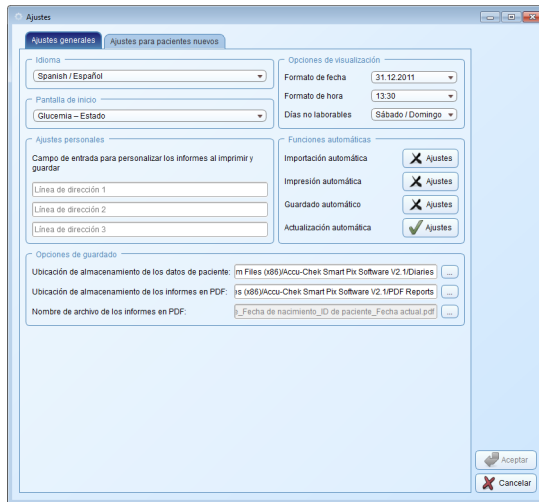 Ajustes
Ajustes generales
Ajustes para pacientes nuevos
Idioma
Spanish / Español
Pantalla de inicio
Glucemia – Estado
Opciones de visualización
Formato de fecha
31.12.2011
Formato de hora
13:30
Días no laborables
Sábado / Domingo
Ajustes personales
Campo de entrada para personalizar los informes al imprimir y
guardar
Línea de dirección 1
Línea de dirección 2
Línea de dirección 3
Funciones automáticas
Importación automática
Ajustes
Impresión automática
Ajustes
Guardado automático
Ajustes
Actualización automática
Ajustes
Opciones de guardado
Ubicación de almacenamiento de los datos de paciente:
m Files (x86)/Accu-Chek Smart Pix Software V2.1/Diaries
...
Ubicación de almacenamiento de los informes en PDF:
s (x86)/Accu-Chek Smart Pix Software V2.1/PDF Reports
...
Nombre de archivo de los informes en PDF:
_Fecha de nacimiento_ID de paciente_Fecha actual.pdf
...
Aceptar
Cancelar